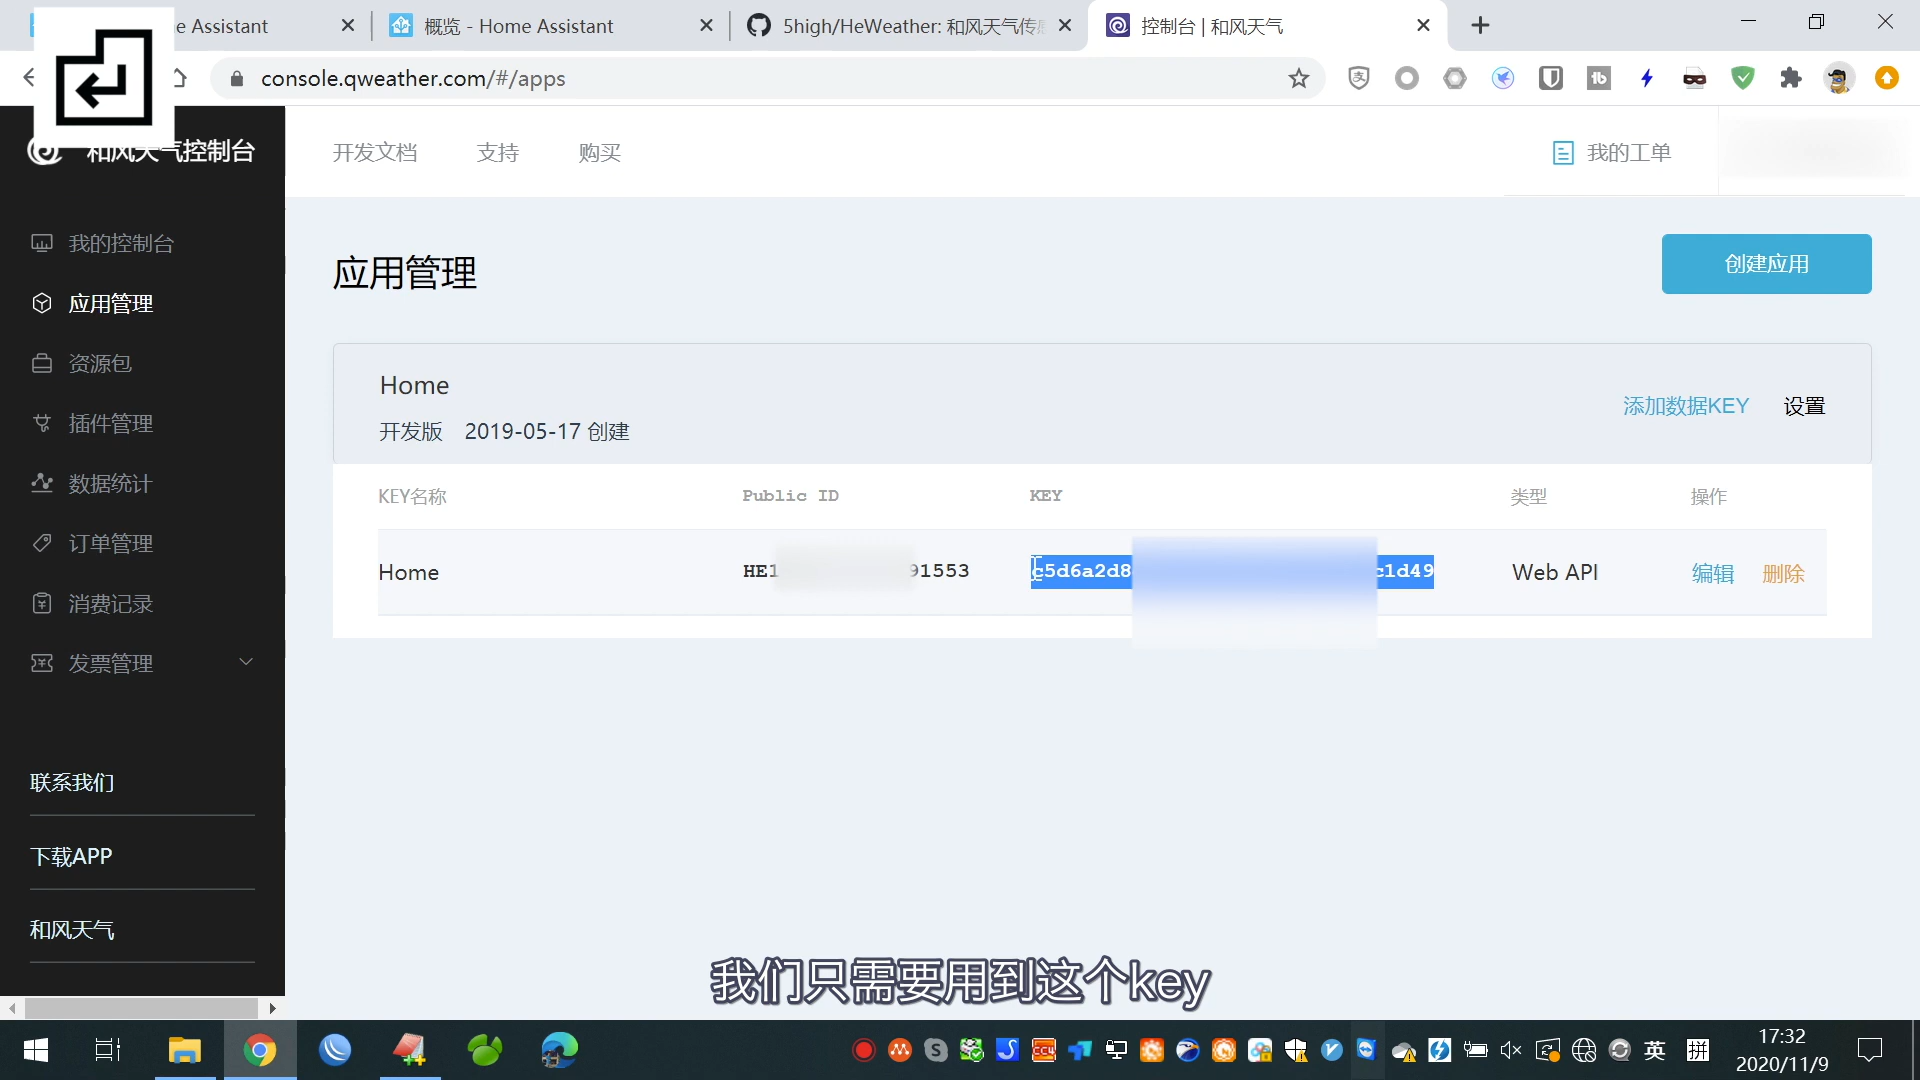 e Assistant
概览 - Home Assistant
5high/HeWeather: 和风天气传
控制台 | 和风天气
console.qweather.com/#/apps
和风天气控制台
开发文档
支持
购买
我的工单
我的控制台
应用管理
资源包
插件管理
数据统计
订单管理
消费记录
发票管理
联系我们
下载APP
和风天气
应用管理
创建应用
Home
开发版 2019-05-17 创建
添加数据KEY
设置
KEY名称 Public ID KEY 类型 操作
Home HE1 91553 c5d6a2d8 c1d49 Web API 编辑 删除
我们只需要用到这个key
英
拼
17:32
2020/11/9